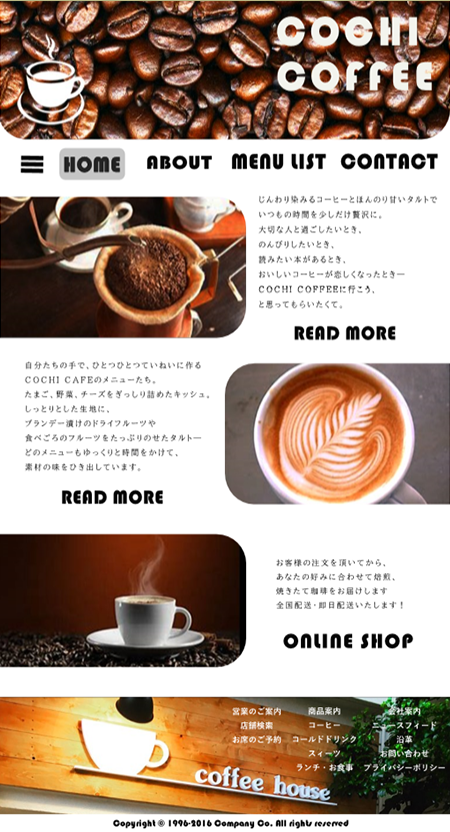 COCHI
COFFEE
HOME
ABOUT
MENU LIST
CONTACT
じんわり染みるコーヒーとほんのり甘いタルトで
いつもの時間を少しだけ贅沢に。
大切な人と過ごしたいとき、
のんびりしたいとき、
読みたい本があるとき、
おいしいコーヒーが恋しくなったとき―
COCHI COFFEEに行こう、
と思ってもらいたくて。
READ MORE
自分たちの手で、ひとつひとつていねいに作る
COCHI CAFEのメニューたち。
たまご、野菜、チーズをぎっしり詰めたキッシュ。
しっとりとした生地に、
ブランデー漬けのドライフルーツや
食べごろのフルーツをたっぷりのせたタルト―
どのメニューもゆっくりと時間をかけて、
素材の味をひき出しています。
READ MORE
お客様の注文を頂いてから、
あなたの好みに合わせて焙煎、
焼きたて珈琲をお届けします
全国配送・即日配送いたします！
ONLINE SHOP
営業のご案内
店舗検索
お席のご予約
商品案内
コーヒー
コールドドリンク
スィーツ
ランチ・お食事
会社案内
ニュースフィード
沿革
お問い合わせ
プライバシーポリシー
coffee house
Copyright © 1996-2016 Company Co. All rights reserved